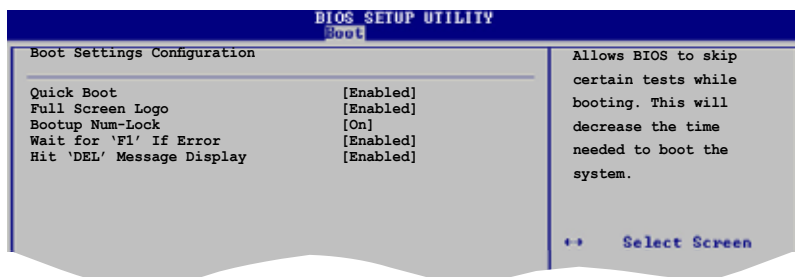 BIOS SETUP UTILITY
Boot
Boot Settings Configuration
Quick Boot [Enabled]
Full Screen Logo [Enabled]
Bootup Num-Lock [On]
Wait for ‘F1’ If Error [Enabled]
Hit ‘DEL’ Message Display [Enabled]
Allows BIOS to skip
certain tests while
booting. This will
decrease the time
needed to boot the
system.
↔ Select Screen